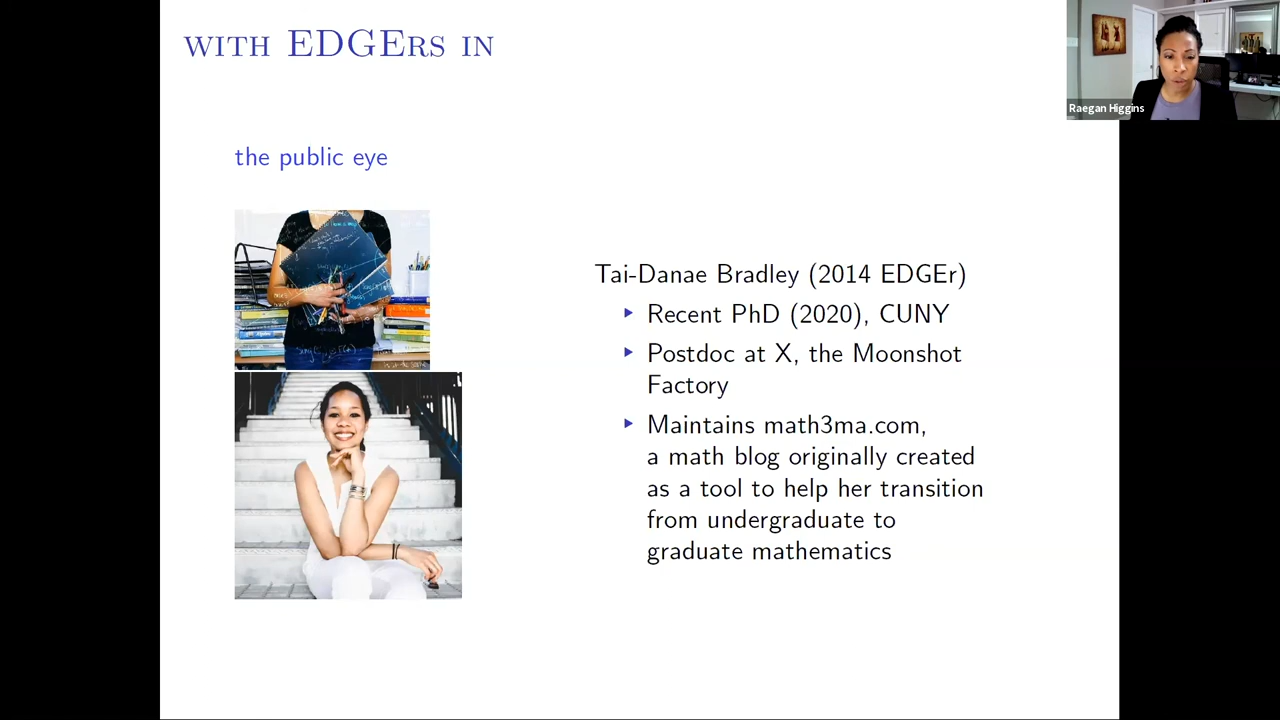 with EDGErs in
Raegan Higgins
the public eye
Tai-Danae Bradley (2014 EDGEr)
Recent PhD (2020), CUNY
Postdoc at X, the Moonshot
Factory
Maintains math3ma.com,
a math blog originally created
as a tool to help her transition
from undergraduate to
graduate mathematics